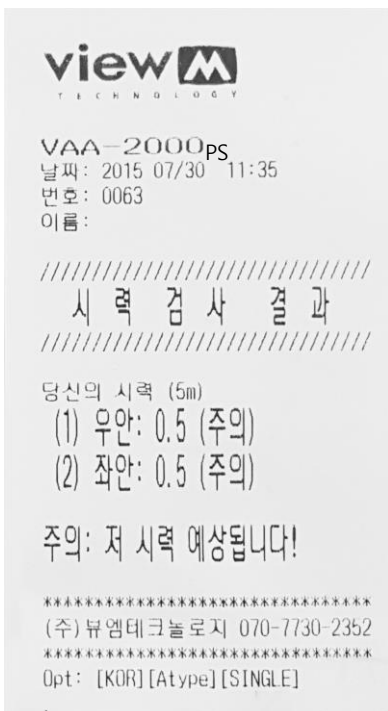 viewM
TECHNOLOGY
VAA-2000PS
날짜: 2015 07/30 11:35
번호: 0063
이름:
////////////////////////////////
시 력 검 사 결 과
////////////////////////////////
당신의 시력 (5m)
(1) 우안: 0.5 (주의)
(2) 좌안: 0.5 (주의)
주의: 저 시력 예상됩니다!
********************************
(주)뷰엠테크놀로지 070-7730-2352
********************************
Opt: [KOR][Atype][SINGLE]